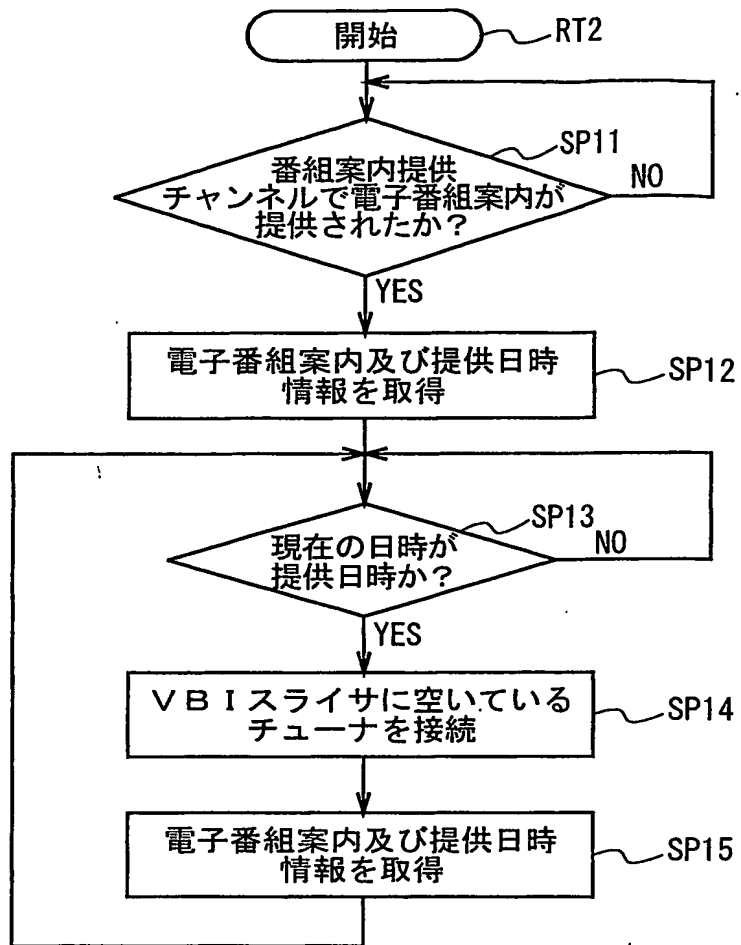 開始
RT2
番組案内提供
チャンネルで電子番組案内が
提供されたか？
SP11
NO
YES
電子番組案内及び提供日時
情報を取得
SP12
現在の日時が
提供日時か？
SP13
NO
YES
ＶＢＩスライサに空いている
チューナを接続
SP14
電子番組案内及び提供日時
情報を取得
SP15